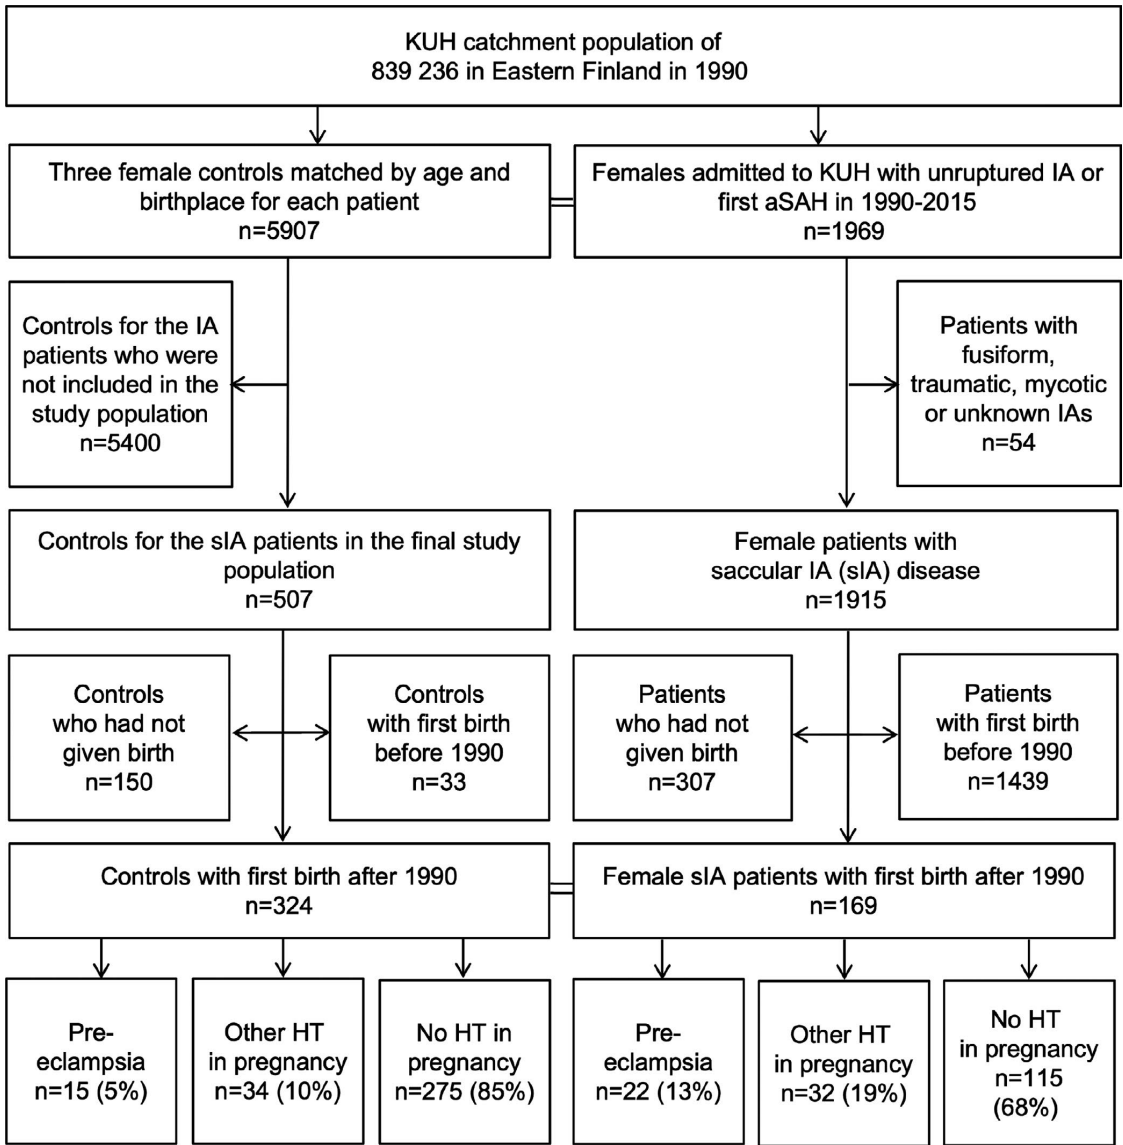 KUH catchment population of
839 236 in Eastern Finland in 1990
Three female controls matched by age and
birthplace for each patient
n=5907
Females admitted to KUH with unruptured IA or
first aSAH in 1990-2015
n=1969
Controls for the IA
patients who were
not included in the
study population
n=5400
Patients with
fusiform,
traumatic, mycotic
or unknown IAs
n=54
Controls for the sIA patients in the final study
population
n=507
Female patients with
saccular IA (sIA) disease
n=1915
Controls
who had not
given birth
n=150
Controls
with first birth
before 1990
n=33
Patients
who had not
given birth
n=307
Patients
with first birth
before 1990
n=1439
Controls with first birth after 1990
n=324
Female sIA patients with first birth after 1990
n=169
Pre-
eclampsia
n=15 (5%)
Other HT
in pregnancy
n=34 (10%)
No HT in
pregnancy
n=275 (85%)
Pre-
eclampsia
n=22 (13%)
Other HT
in pregnancy
n=32 (19%)
No HT
in pregnancy
n=115
(68%)